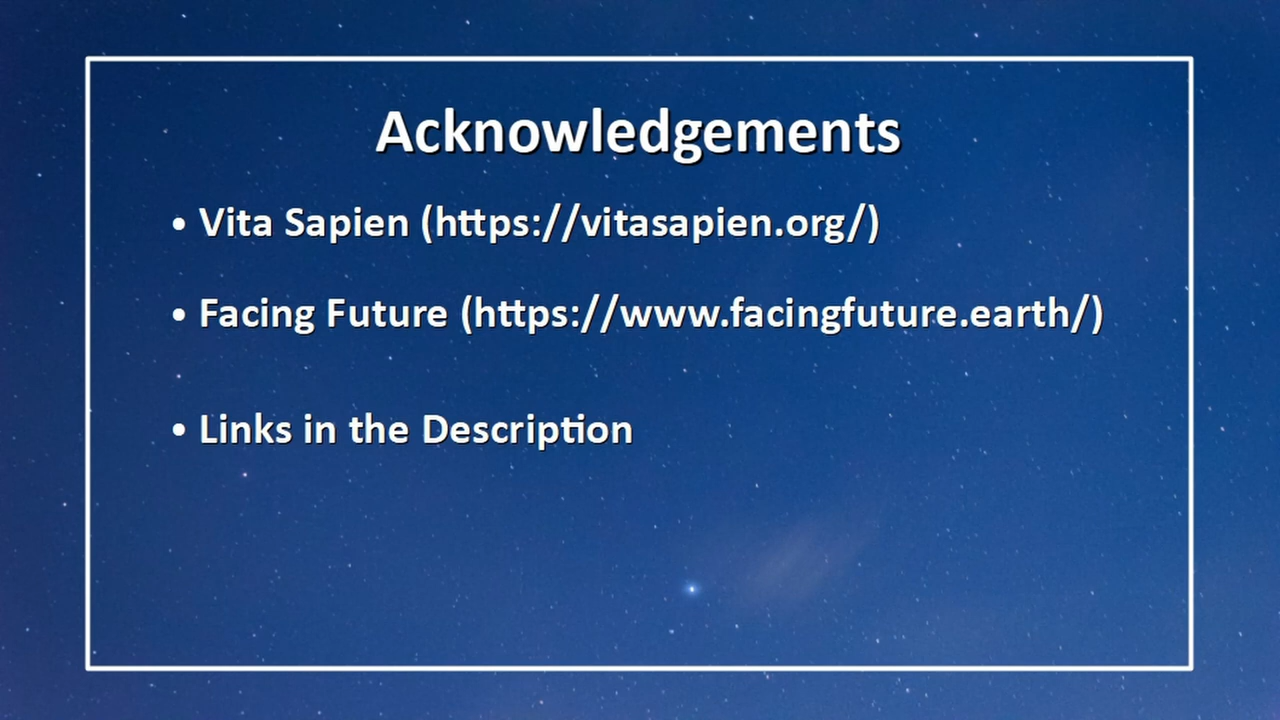 Acknowledgements
• Vita Sapien (https://vitasapien.org/)
• Facing Future (https://www.facingfuture.earth/)
• Links in the Description